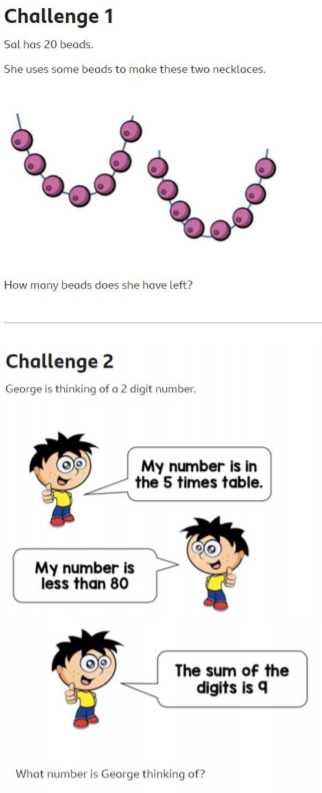 Challenge 1
Sal has 20 beads.
She uses some beads to make these two necklaces.
How many beads does she have left?
Challenge 2
George is thinking of a 2 digit number.
My number is in
the 5 times table.
My number is
less than 80
The sum of the
digits is 9
What number is George thinking of?